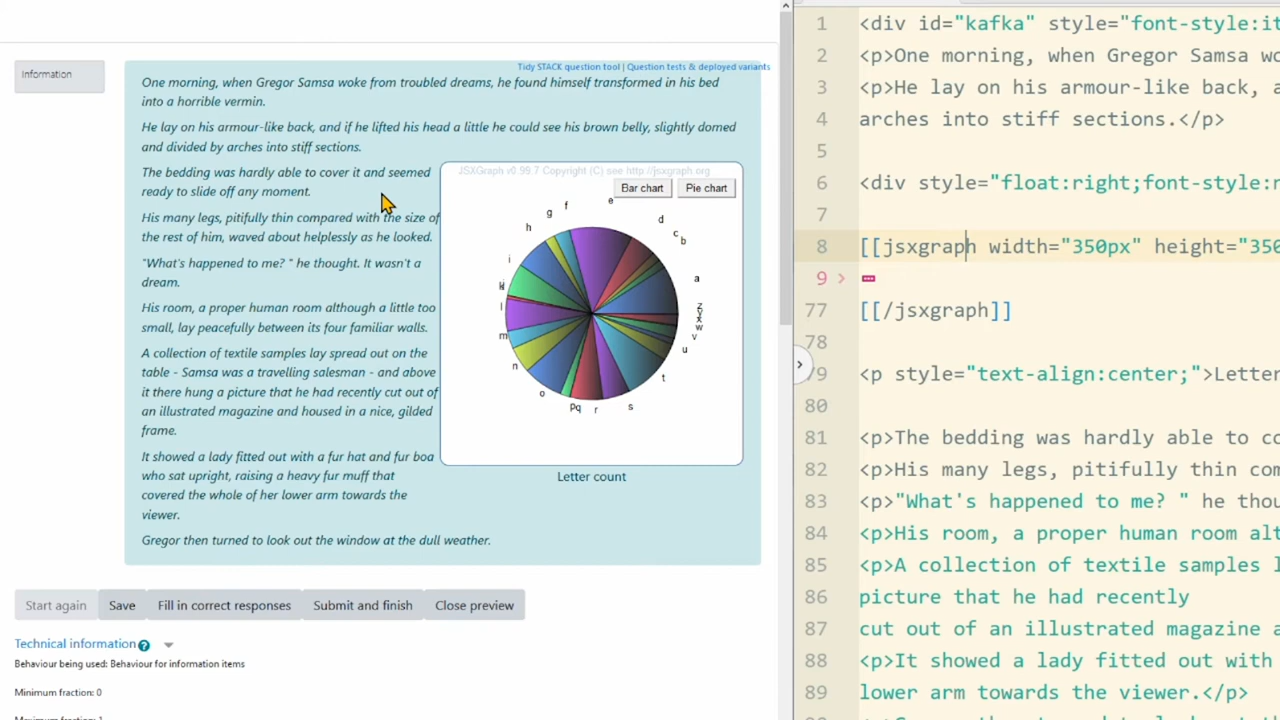 Information
Tidy STACK question tool | Question tests & deployed variants
One morning, when Gregor Samsa woke from troubled dreams, he found himself transformed in his bed
into a horrible vermin.
He lay on his armour-like back, and if he lifted his head a little he could see his brown belly, slightly domed
and divided by arches into stiff sections.
The bedding was hardly able to cover it and seemed
ready to slide off any moment.
His many legs, pitifully thin compared with the size of
the rest of him, waved about helplessly as he looked.
"What's happened to me? " he thought. It wasn't a
dream.
His room, a proper human room although a little too
small, lay peacefully between its four familiar walls.
A collection of textile samples lay spread out on the
table - Samsa was a travelling salesman - and above
it there hung a picture that he had recently cut out of
an illustrated magazine and housed in a nice, gilded
frame.
It showed a lady fitted out with a fur hat and fur boa
who sat upright, raising a heavy fur muff that
covered the whole of her lower arm towards the
viewer.
Gregor then turned to look out the window at the dull weather.
JSXGraph v0.99.7 Copyright (C) see http://jsxgraph.org
Bar chart
Pie chart
e
f
g
h
i
l
m
n
o
p
q
r
s
t
u
v
w
x
y
z
a
b
c
d
Letter count
Start again
Save
Fill in correct responses
Submit and finish
Close preview
Technical information
Behaviour being used: Behaviour for information items
Minimum fraction: 0
1 <div id="kafka" style="font-style:it
2 <p>One morning, when Gregor Samsa wo
3 <p>He lay on his armour-like back, a
4 arches into stiff sections.</p>
5
6 <div style="float:right;font-style:n
7
8 [[jsxgraph width="350px" height="350
9
77 [[/jsxgraph]]
78
79 <p style="text-align:center;">Letter
80
81 <p>The bedding was hardly able to co
82 <p>His many legs, pitifully thin com
83 <p>"What's happened to me? " he thou
84 <p>His room, a proper human room alt
85 <p>A collection of textile samples l
86 picture that he had recently
87 cut out of an illustrated magazine a
88 <p>It showed a lady fitted out with
89 lower arm towards the viewer.</p>